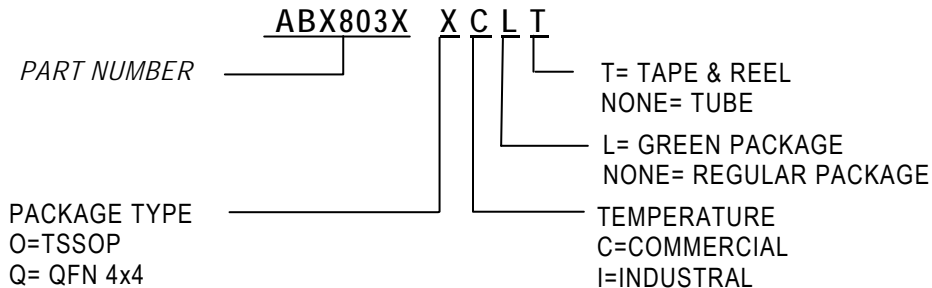 ABX803X X C L T
PART NUMBER
T= TAPE & REEL
NONE= TUBE
L= GREEN PACKAGE
NONE= REGULAR PACKAGE
PACKAGE TYPE
O=TSSOP
Q= QFN 4x4
TEMPERATURE
C=COMMERCIAL
I=INDUSTRAL